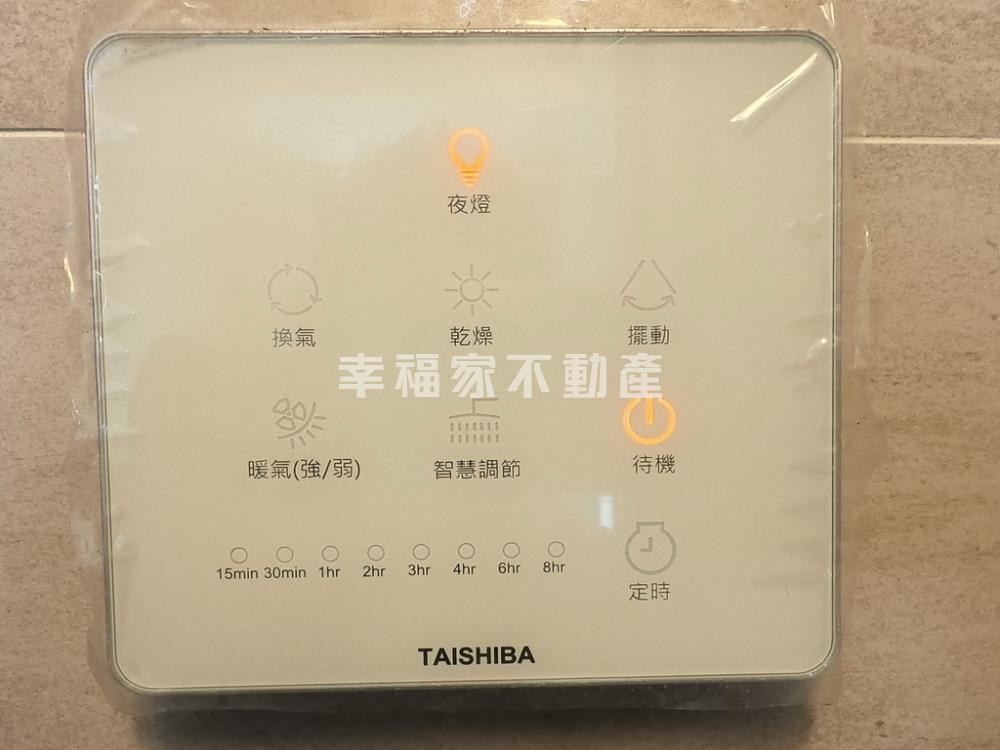 夜燈
換氣 乾燥 擺動
幸福家不動產
暖氣(強/弱) 智慧調節 待機
15min 30min 1hr 2hr 3hr 4hr 6hr 8hr
定時
TAISHIBA